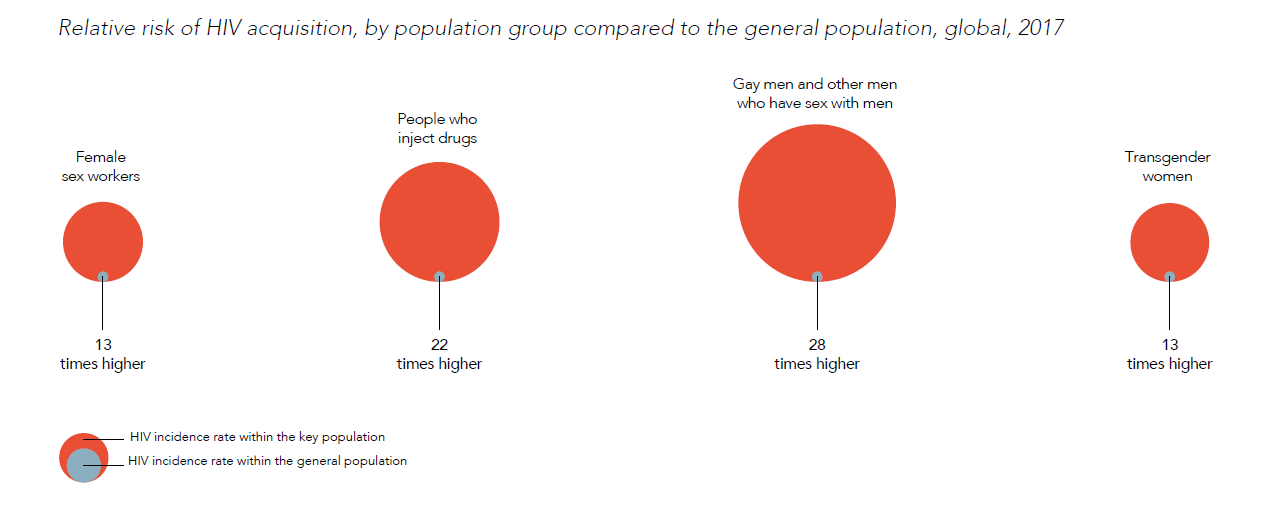 Relative risk of HIV acquisition, by population group compared to the general population, global, 2017
Female
sex workers
13
times higher
People who
inject drugs
22
times higher
Gay men and other men
who have sex with men
28
times higher
Transgender
women
13
times higher
HIV incidence rate within the key population
HIV incidence rate within the general population